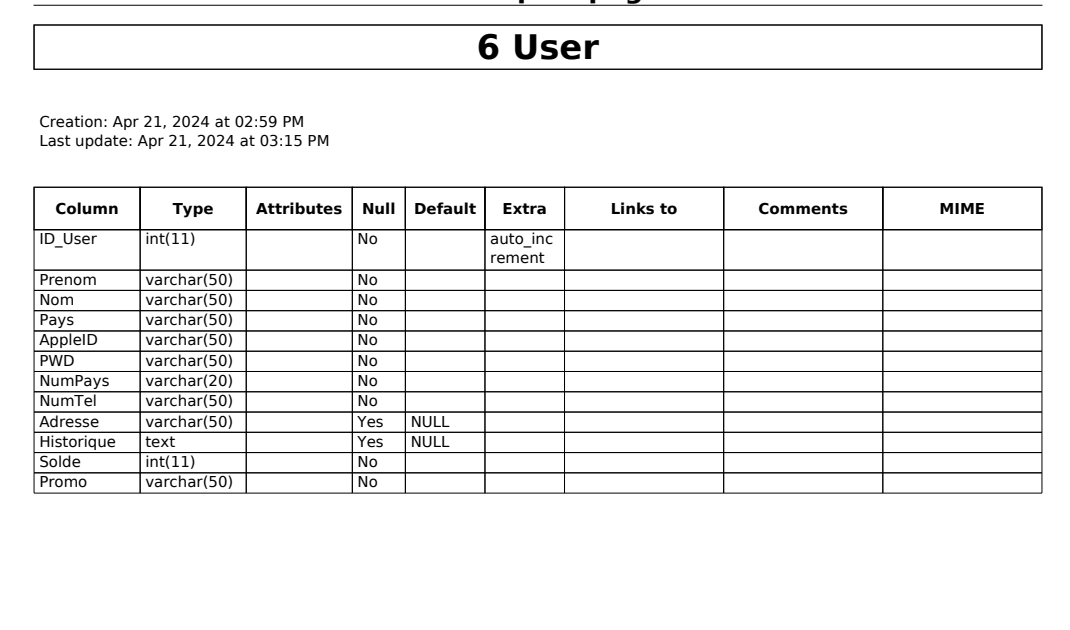 6 User
Creation: Apr 21, 2024 at 02:59 PM
Last update: Apr 21, 2024 at 03:15 PM
Column Type Attributes Null Default Extra Links to Comments MIME
ID_User int(11) No auto_inc
rement
Prenom varchar(50) No
Nom varchar(50) No
Pays varchar(50) No
AppleID varchar(50) No
PWD varchar(50) No
NumPays varchar(20) No
NumTel varchar(50) No
Adresse varchar(50) Yes NULL
Historique text Yes NULL
Solde int(11) No
Promo varchar(50) No